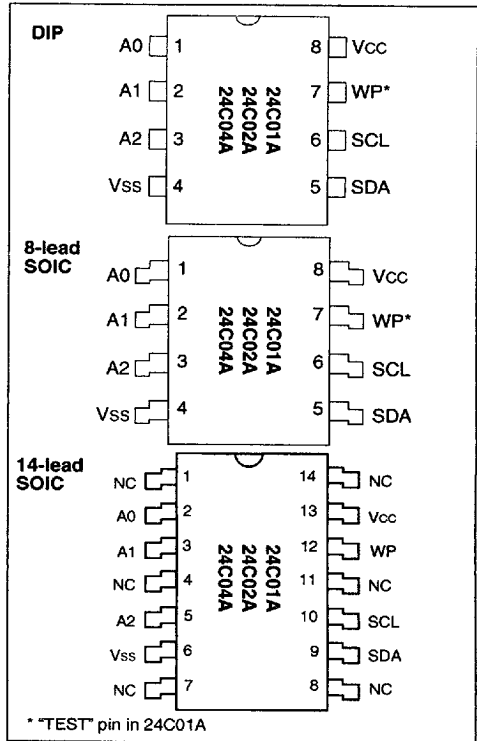 DIP
A0 1 8 VCC
A1 2 7 WP*
A2 3 6 SCL
VSS 4 5 SDA
24C01A
24C02A
24C04A
8-lead
SOIC
A0 1 8 VCC
A1 2 7 WP*
A2 3 6 SCL
VSS 4 5 SDA
24C01A
24C02A
24C04A
14-lead
SOIC
NC 1 14 NC
A0 2 13 VCC
A1 3 12 WP
NC 4 11 NC
A2 5 10 SCL
VSS 6 9 SDA
NC 7 8 NC
24C01A
24C02A
24C04A
* "TEST" pin in 24C01A